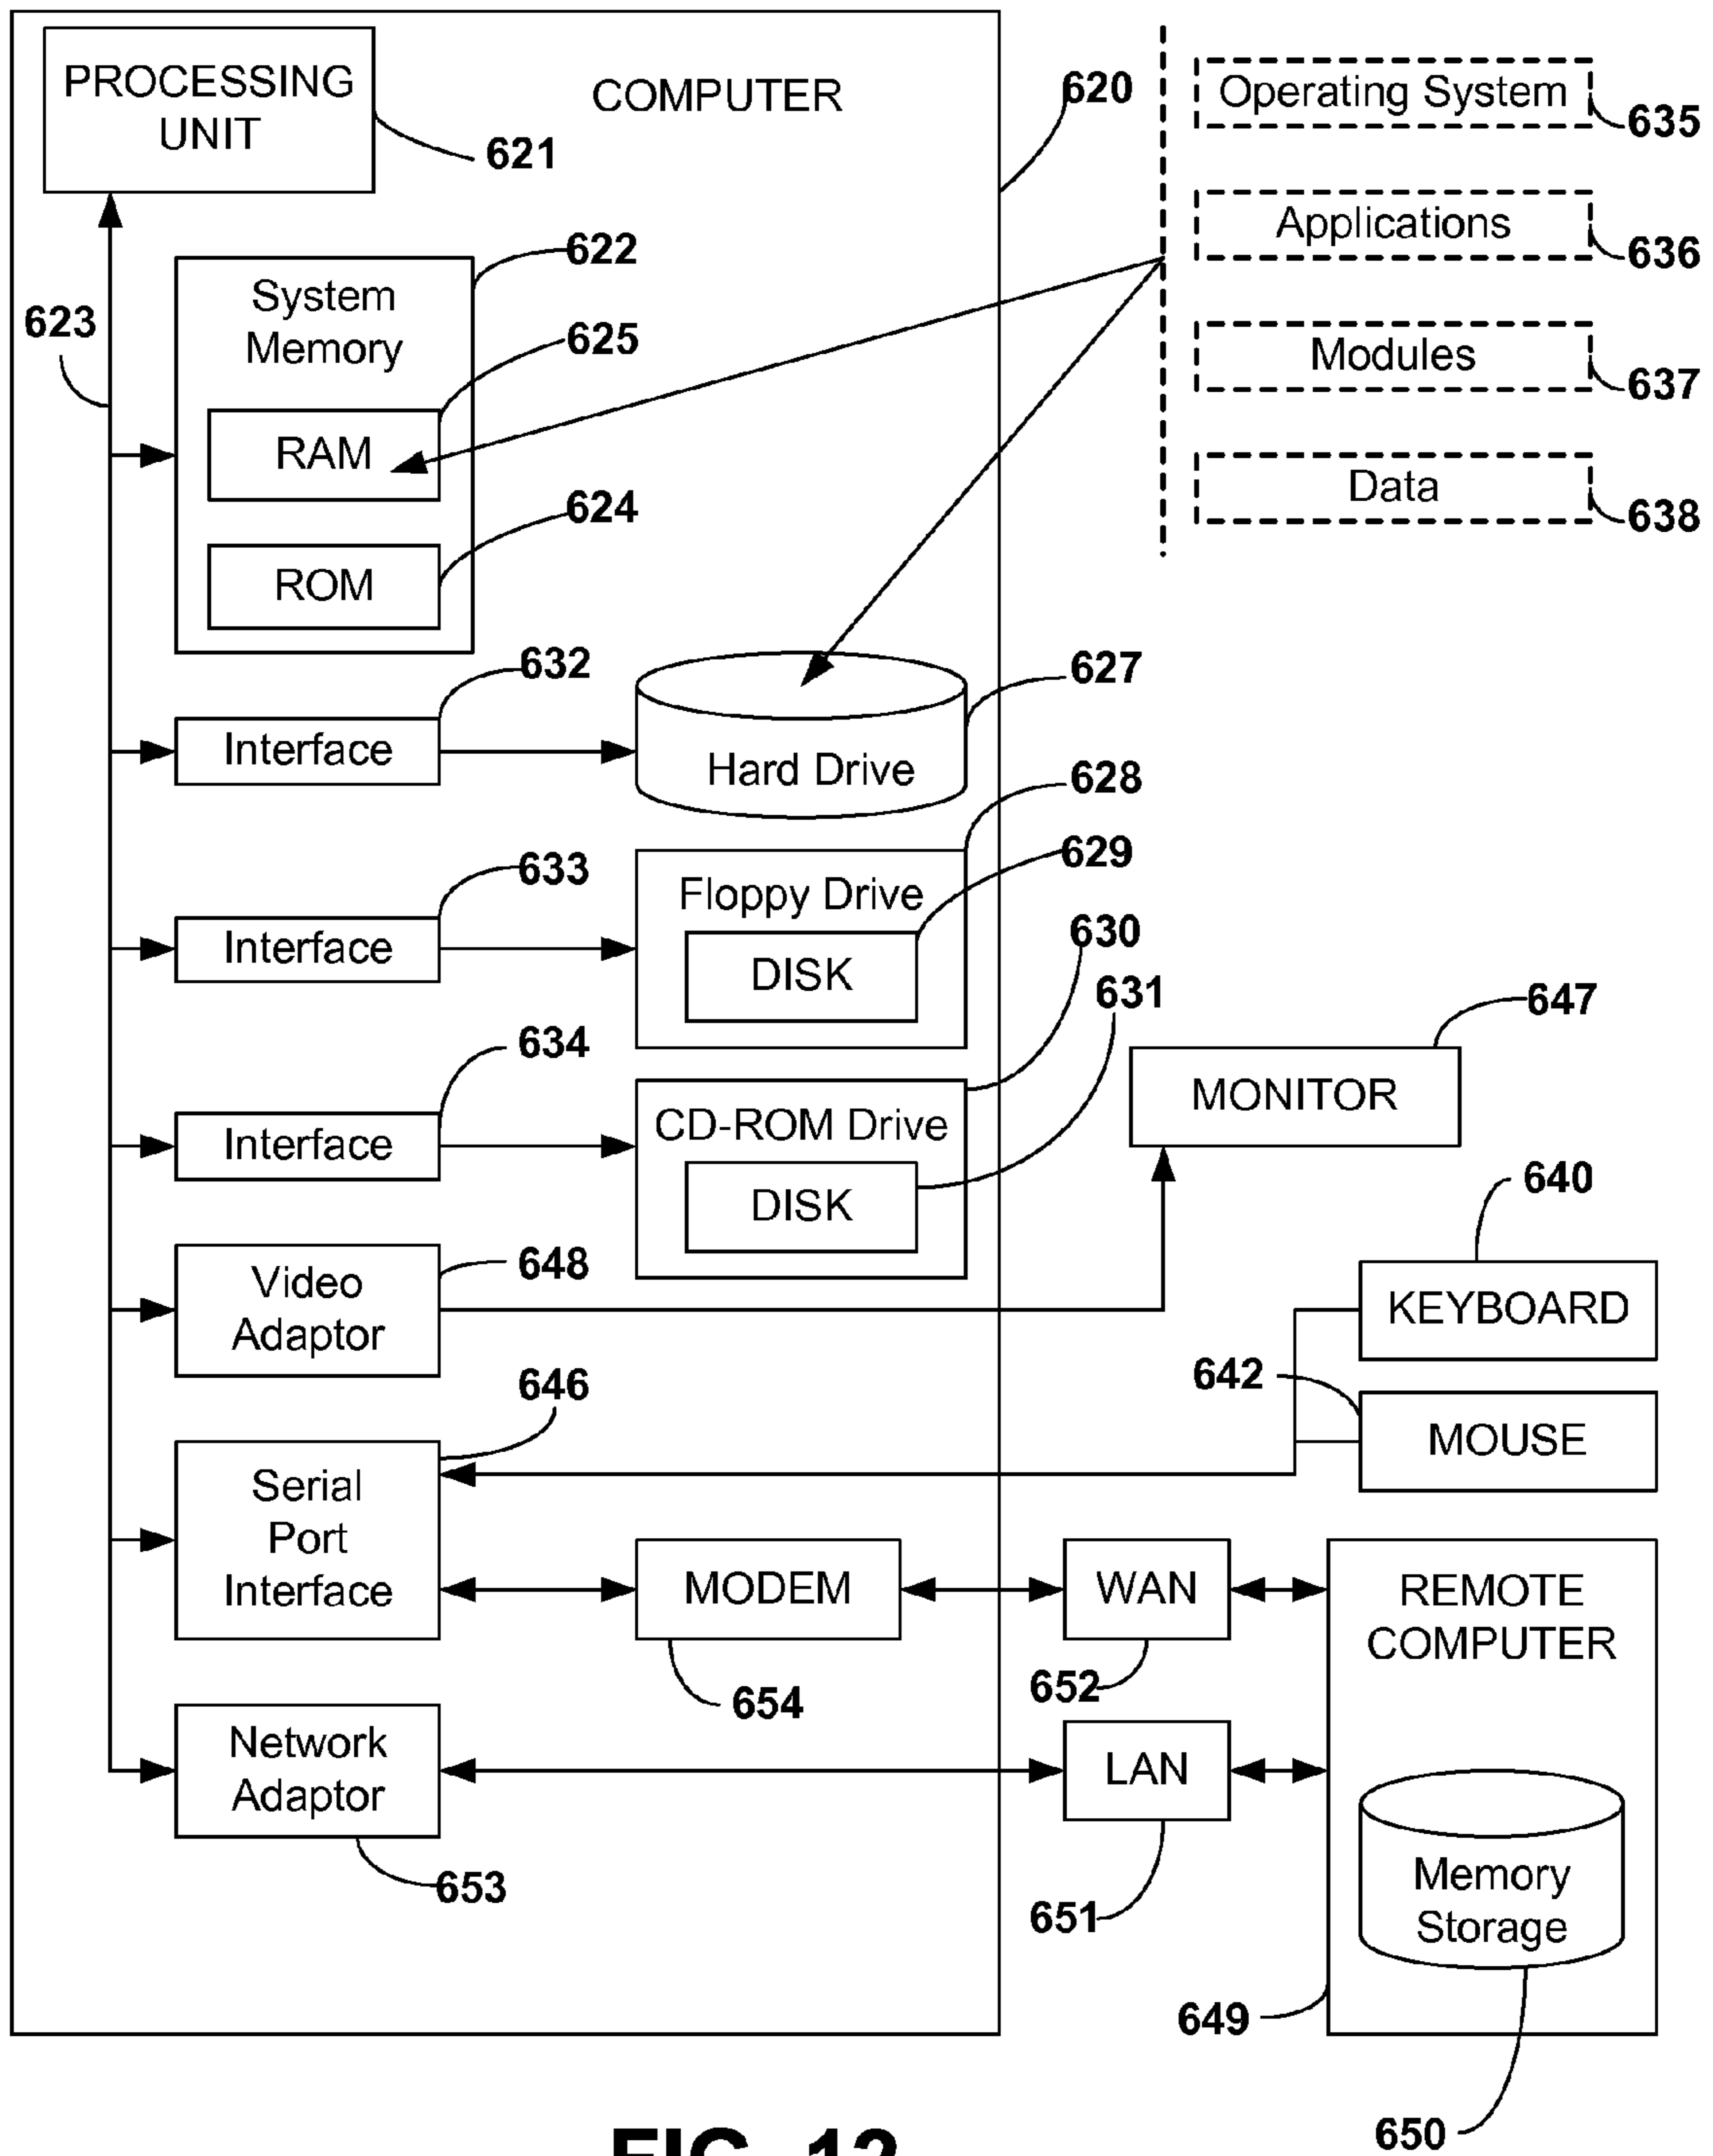 PROCESSING
UNIT
621
COMPUTER
620
Operating System
635
Applications
636
Modules
637
Data
638
623
System
Memory
622
625
RAM
624
ROM
632
Interface
627
Hard Drive
628
633
Interface
Floppy Drive
629
DISK
630
631
634
Interface
CD-ROM Drive
DISK
647
MONITOR
640
KEYBOARD
642
MOUSE
648
Video
Adaptor
646
Serial
Port
Interface
MODEM
654
WAN
652
REMOTE
COMPUTER
Network
Adaptor
653
LAN
651
Memory
Storage
649
650
FIG. 12